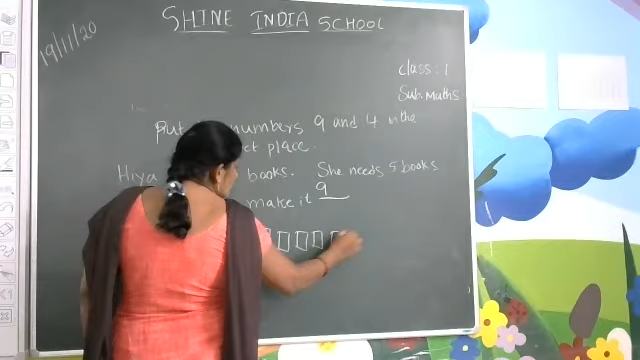 SHINE INDIA SCHOOL
19/11/20
class: 1
Sub: Maths
Put numbers 9 and 4 in the
place.
Hiya books. She needs 5 books
make it 9